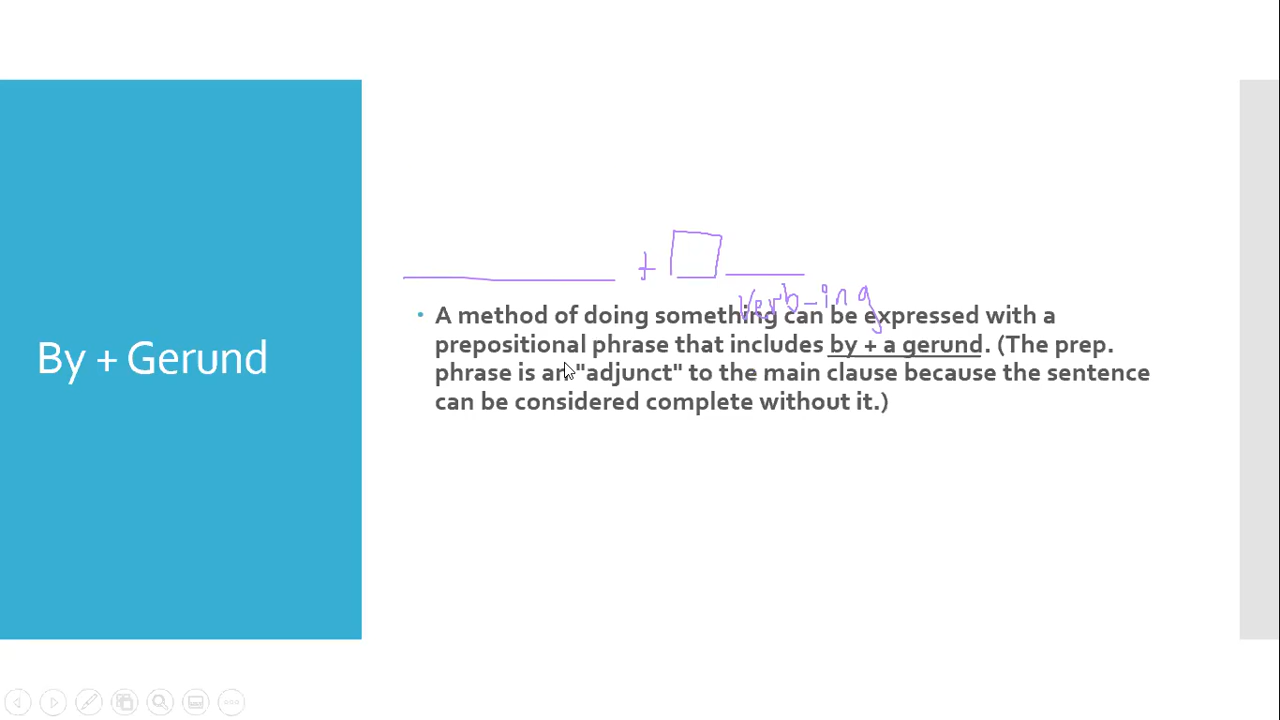 By + Gerund
+
verb-ing
• A method of doing something can be expressed with a
prepositional phrase that includes by + a gerund. (The prep.
phrase is an "adjunct" to the main clause because the sentence
can be considered complete without it.)